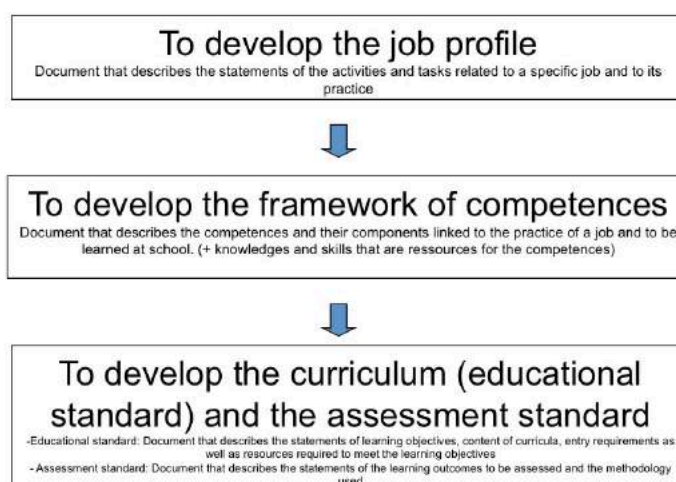 To develop the job profile
Document that describes the statements of the activities and tasks related to a specific job and to its
practice
To develop the framework of competences
Document that describes the competences and their components linked to the practice of a job and to be
learned at school. (+ knowledges and skills that are ressources for the competences)
To develop the curriculum (educational
standard) and the assessment standard
-Educational standard: Document that describes the statements of learning objectives, content of curricula, entry requirements as
well as resources required to meet the learning objectives
- Assessment standard: Document that describes the statements of the learning outcomes to be assessed and the methodology
used